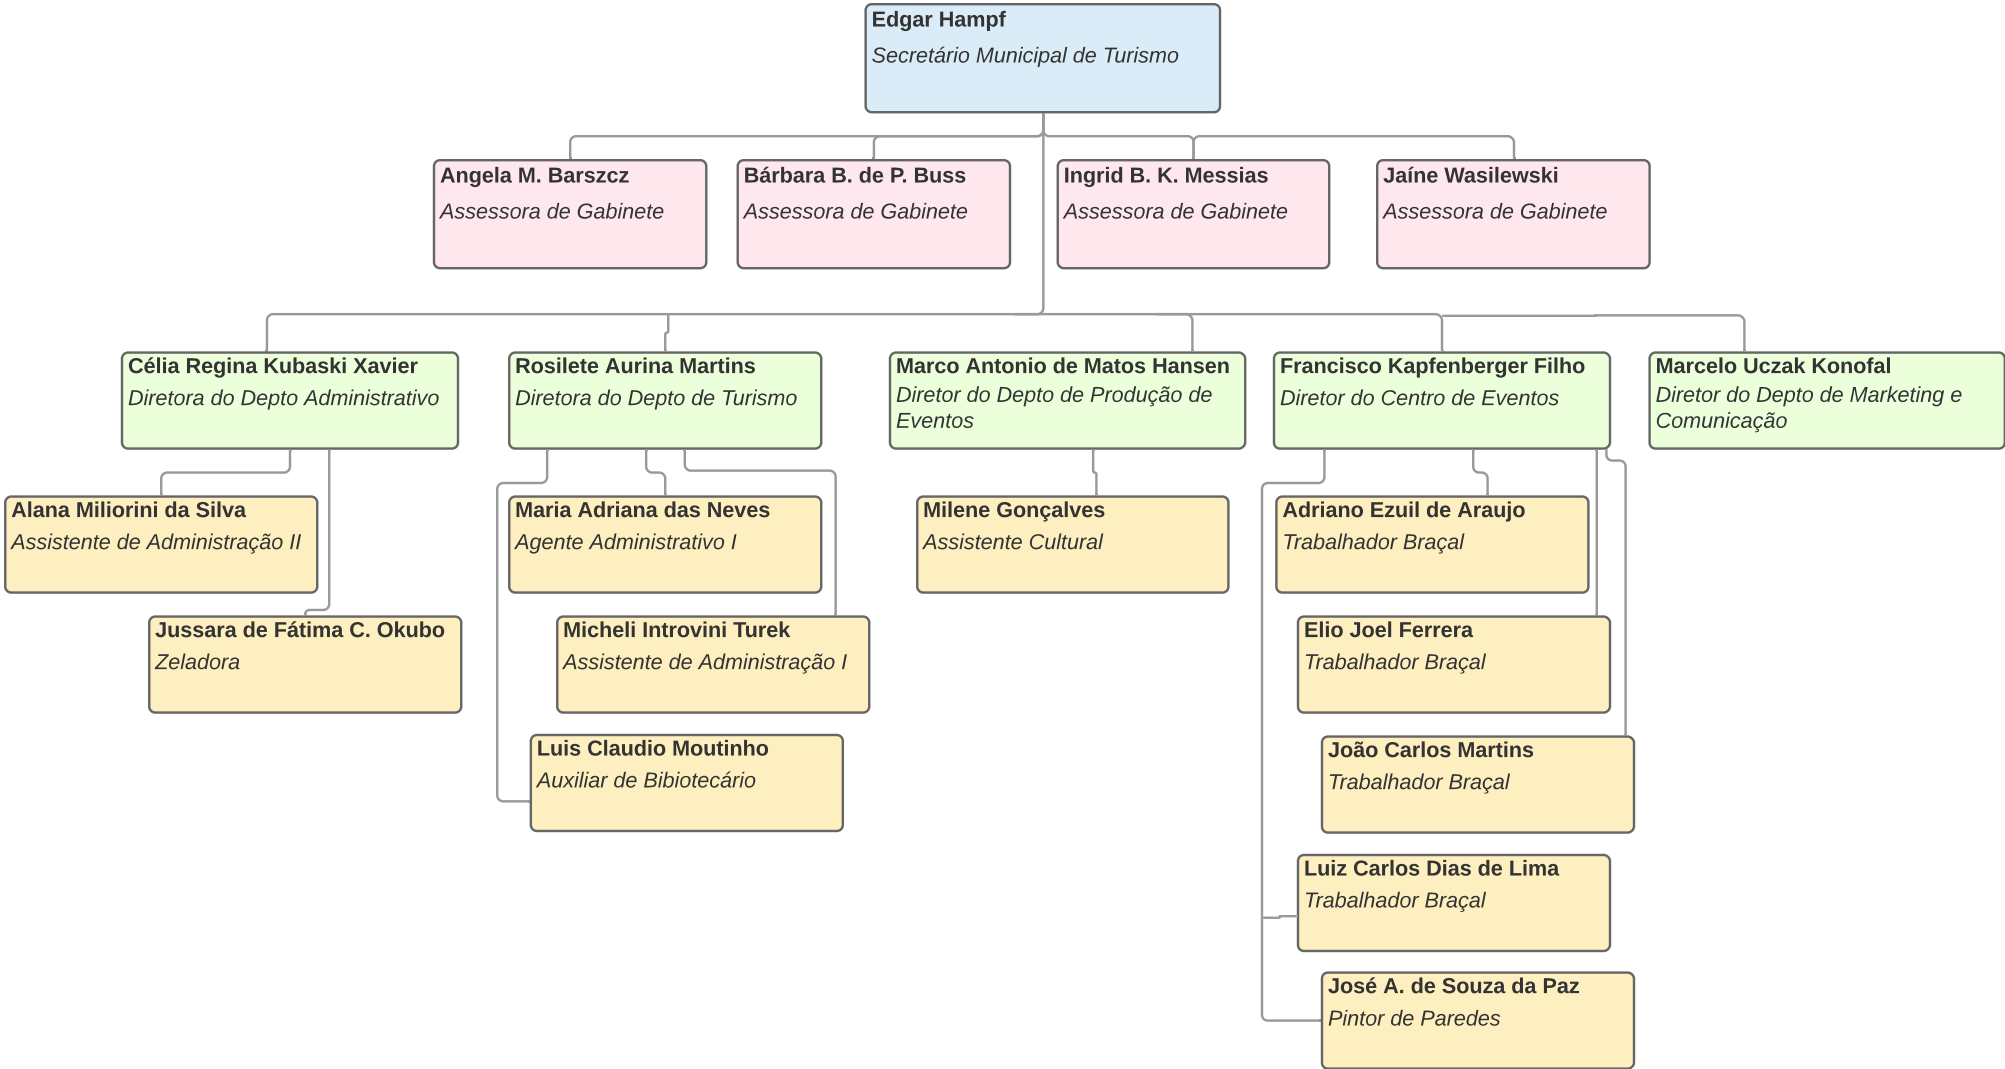 Edgar Hampf
Secretário Municipal de Turismo
Angela M. Barszcz
Assessora de Gabinete
Bárbara B. de P. Buss
Assessora de Gabinete
Ingrid B. K. Messias
Assessora de Gabinete
Jaíne Wasilewski
Assessora de Gabinete
Célia Regina Kubaski Xavier
Diretora do Depto Administrativo
Rosilete Aurina Martins
Diretora do Depto de Turismo
Marco Antonio de Matos Hansen
Diretor do Depto de Produção de
Eventos
Francisco Kapfenberger Filho
Diretor do Centro de Eventos
Marcelo Uczak Konofal
Diretor do Depto de Marketing e
Comunicação
Alana Miliorini da Silva
Assistente de Administração II
Maria Adriana das Neves
Agente Administrativo I
Milene Gonçalves
Assistente Cultural
Adriano Ezuil de Araujo
Trabalhador Braçal
Jussara de Fátima C. Okubo
Zeladora
Micheli Introvini Turek
Assistente de Administração I
Elio Joel Ferrera
Trabalhador Braçal
Luis Claudio Moutinho
Auxiliar de Bibiotecário
João Carlos Martins
Trabalhador Braçal
Luiz Carlos Dias de Lima
Trabalhador Braçal
José A. de Souza da Paz
Pintor de Paredes